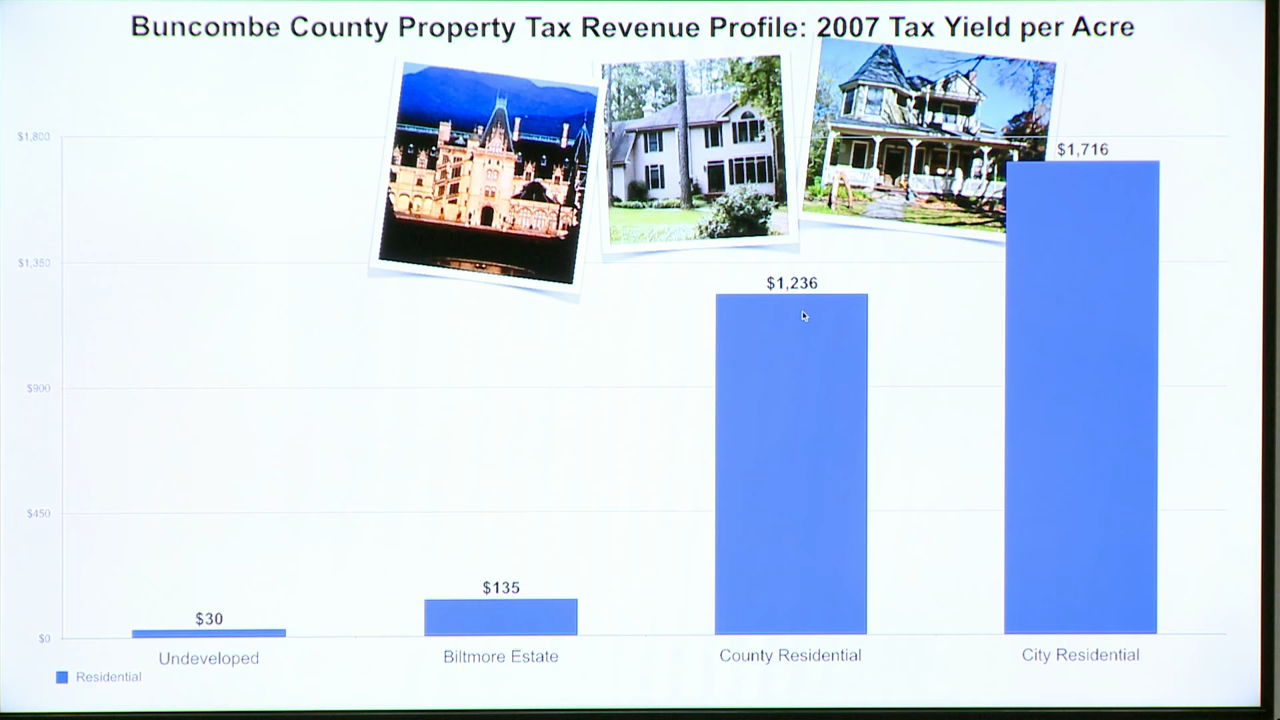 Buncombe County Property Tax Revenue Profile: 2007 Tax Yield per Acre
$1,800
$1,716
$1,350
$1,236
$900
$450
$135
$30
$0
Undeveloped
Biltmore Estate
County Residential
City Residential
Residential